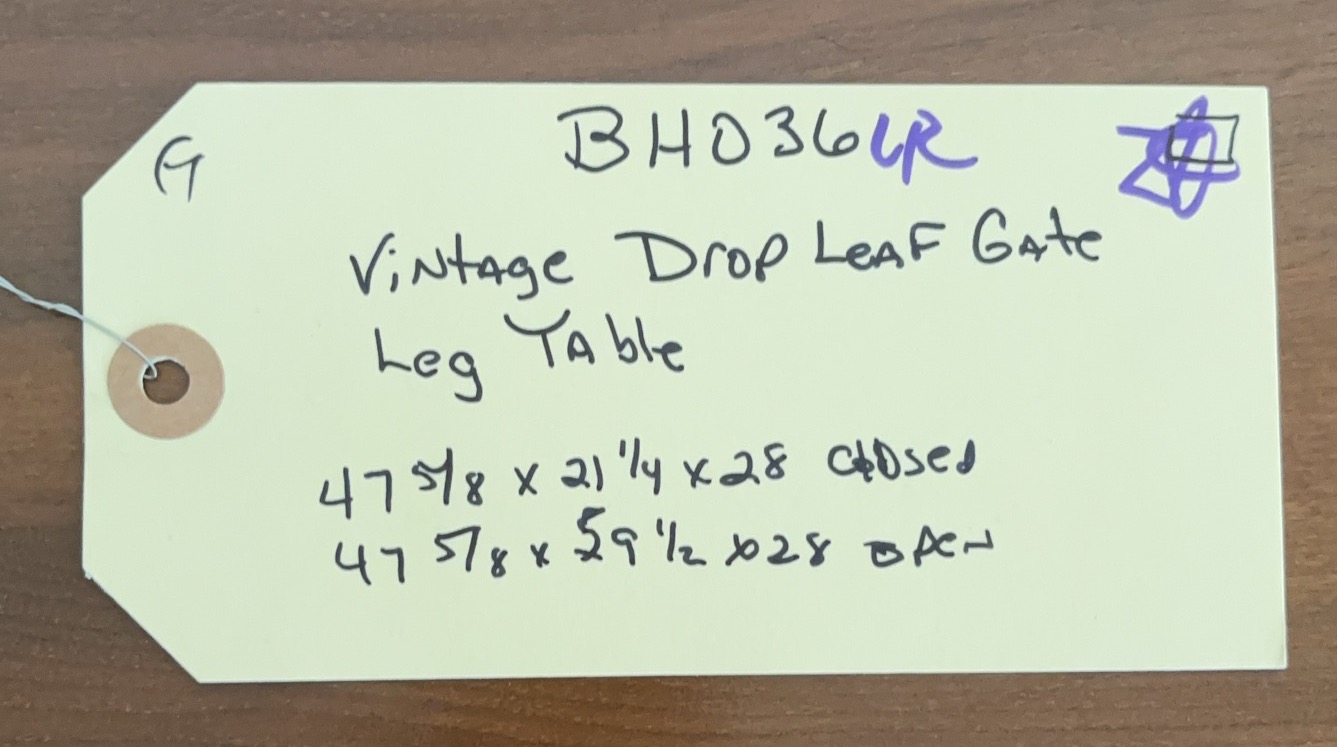 G
BH036LR
Vintage Drop Leaf Gate
Leg Table
47 5/8 x 21 1/4 x 28 closed
47 5/8 x 59 1/2 x 28 open